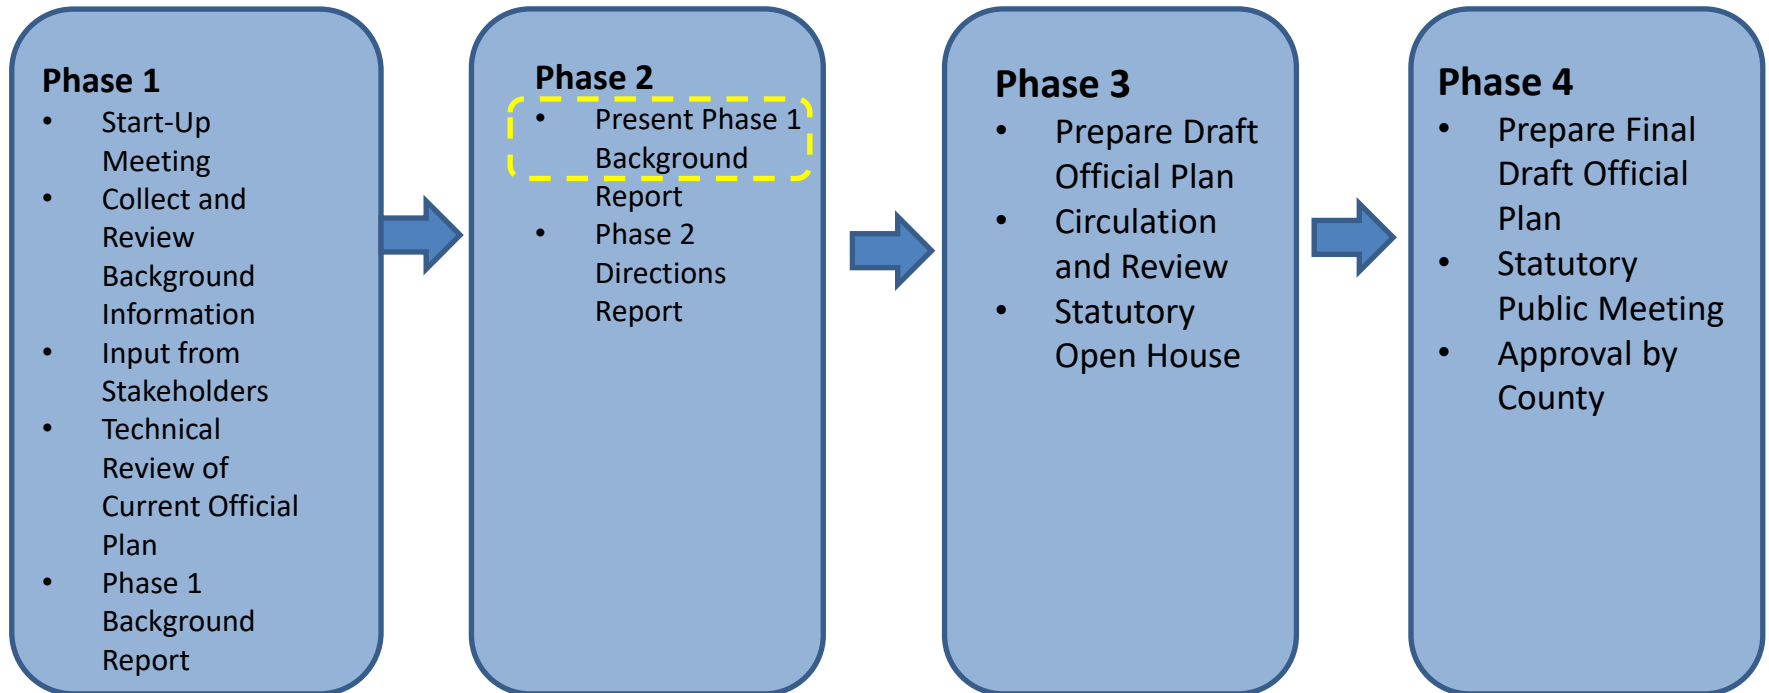 Phase 1
• Start-Up
Meeting
• Collect and
Review
Background
Information
• Input from
Stakeholders
• Technical
Review of
Current Official
Plan
• Phase 1
Background
Report
Phase 2
• Present Phase 1
Background
Report
• Phase 2
Directions
Report
Phase 3
• Prepare Draft
Official Plan
• Circulation
and Review
• Statutory
Open House
Phase 4
• Prepare Final
Draft Official
Plan
• Statutory
Public Meeting
• Approval by
County